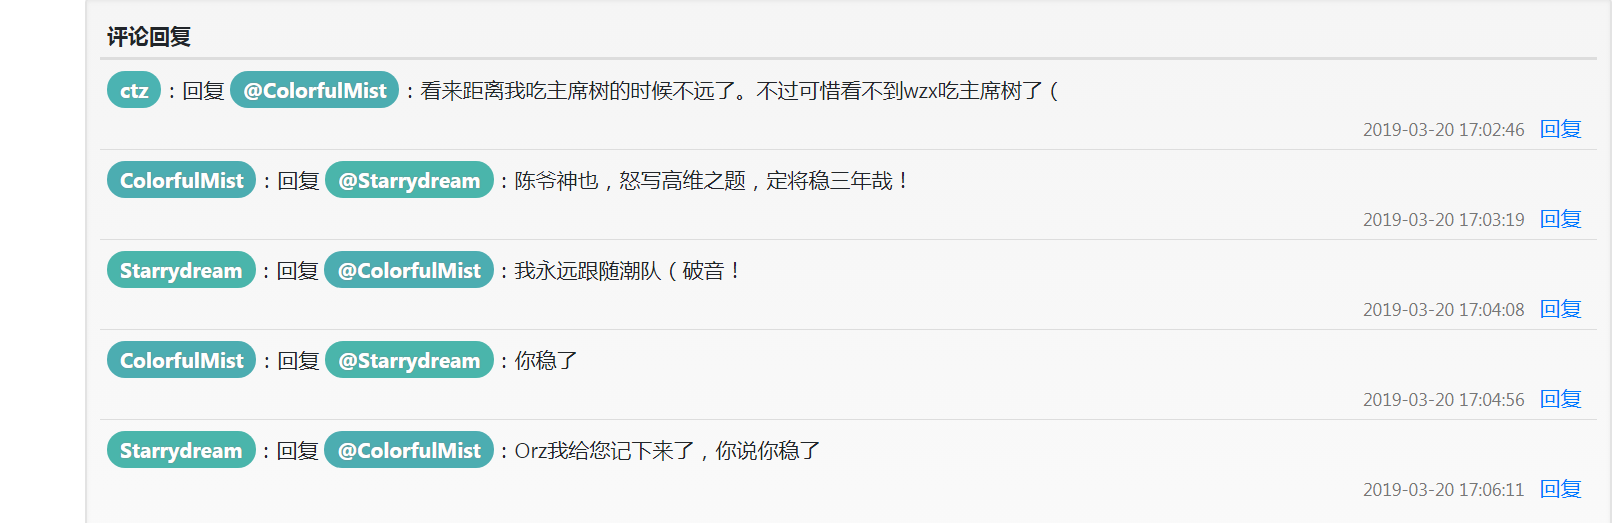 评论回复
ctz：回复 @ColorfulMist：看来距离我吃主席树的时候不远了。不过可惜看不到wzx吃主席树了（
2019-03-20 17:02:46 回复
ColorfulMist：回复 @Starrydream：陈爷神也，怒写高维之题，定将稳三年哉！
2019-03-20 17:03:19 回复
Starrydream：回复 @ColorfulMist：我永远跟随潮队（破音！
2019-03-20 17:04:08 回复
ColorfulMist：回复 @Starrydream：你稳了
2019-03-20 17:04:56 回复
Starrydream：回复 @ColorfulMist：Orz我给您记下来了，你说你稳了
2019-03-20 17:06:11 回复